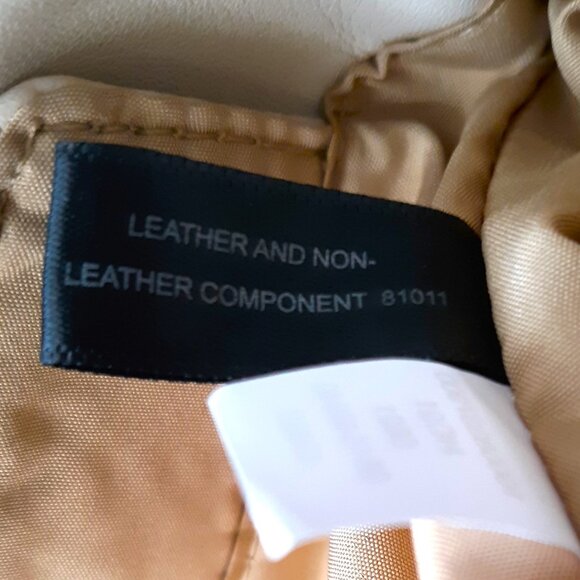 LEATHER AND NON-
LEATHER COMPONENT 81011